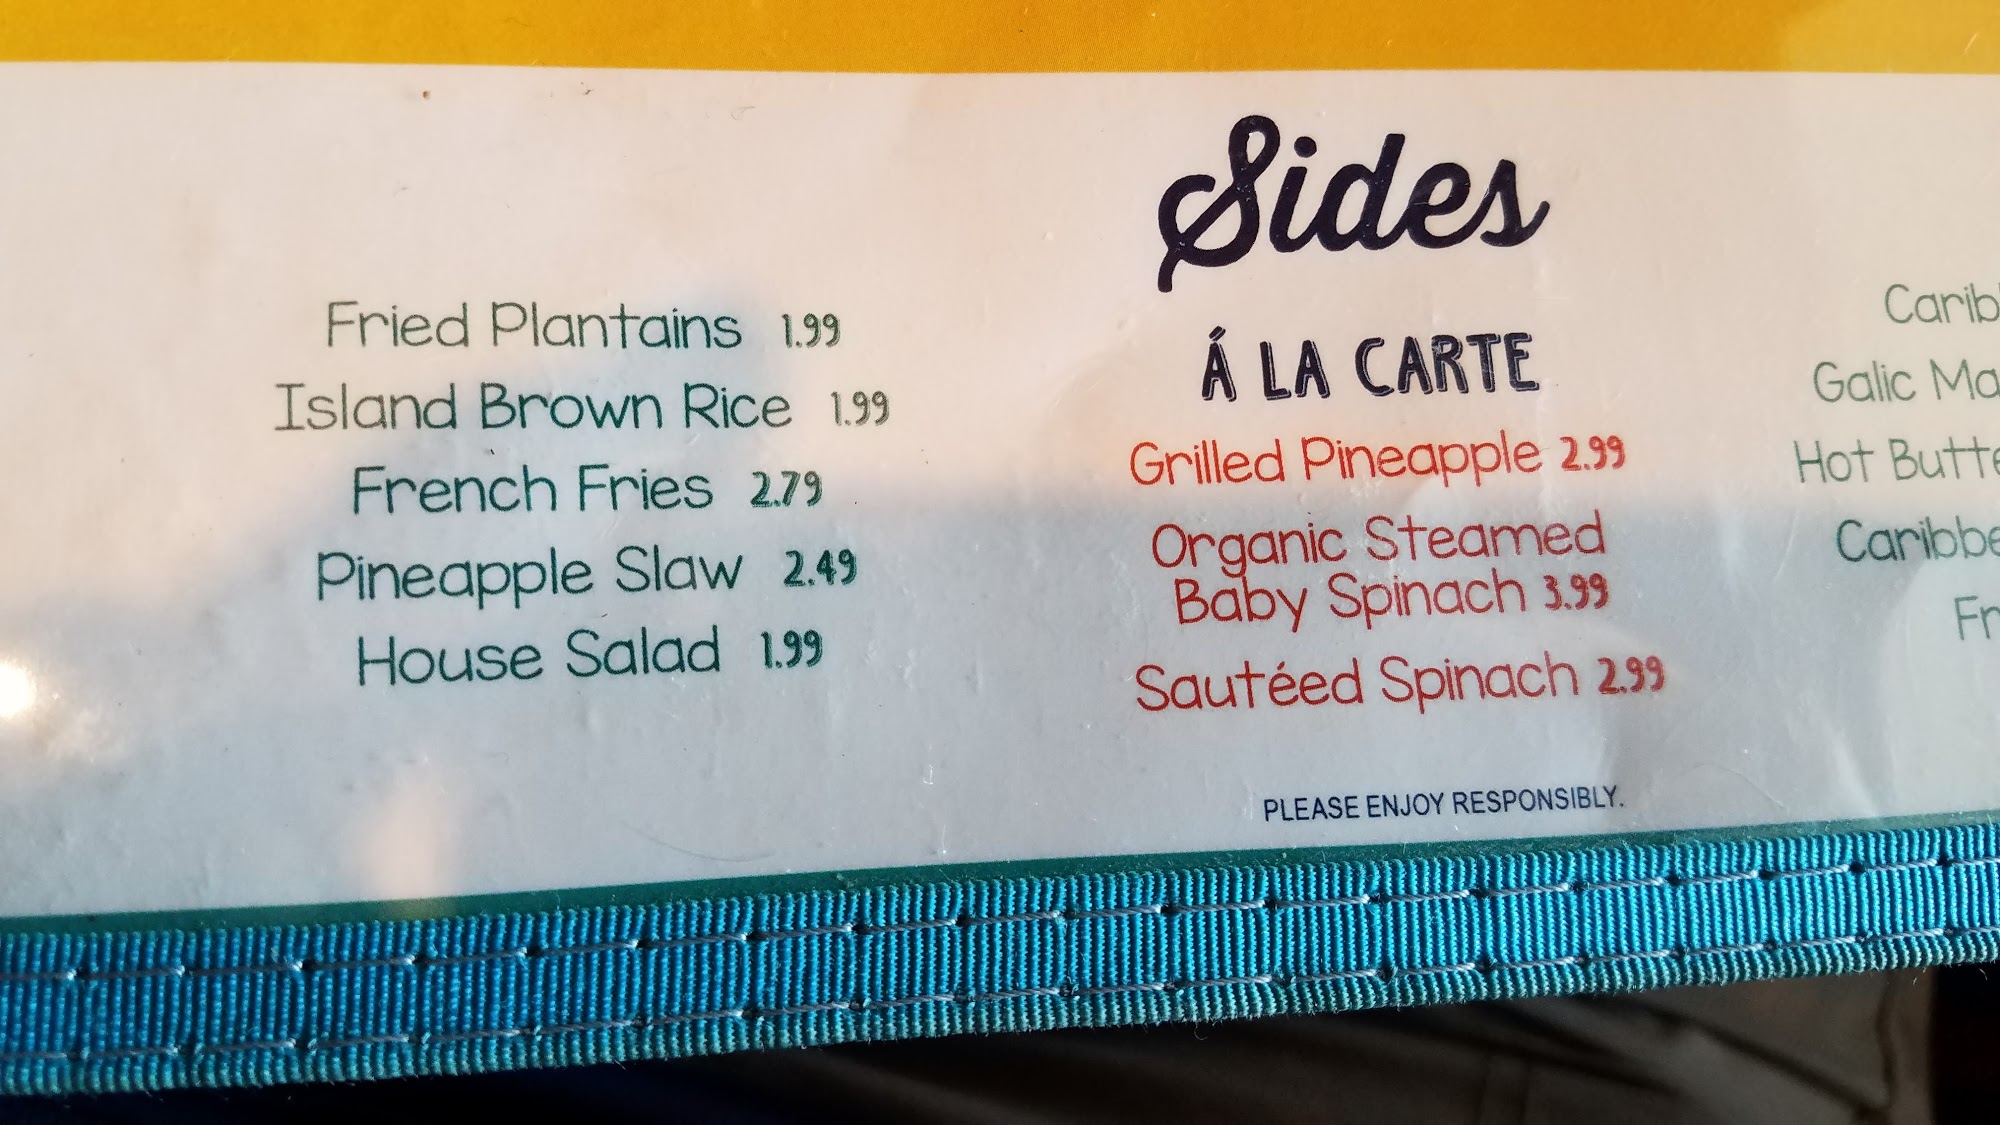 Sides
Á LA CARTE
Fried Plantains 1.99
Island Brown Rice 1.99
French Fries 2.79
Pineapple Slaw 2.49
House Salad 1.99
Grilled Pineapple 2.99
Organic Steamed
Baby Spinach 3.99
Sautéed Spinach 2.99
Galic
Hot
PLEASE ENJOY RESPONSIBLY.